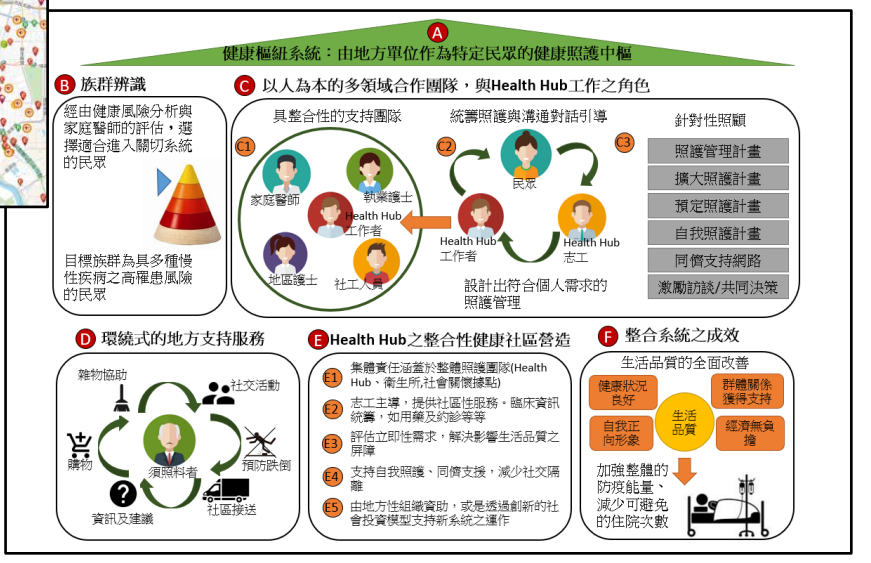 A
健康樞紐系統：由地方單位作為特定民眾的健康照護中樞
B 族群辨識
經由健康風險分析與
家庭醫師的評估，選
擇適合進入關切系統
的民眾
目標族群為具多種慢
性疾病之高罹患風險
的民眾
C 以人為本的多領域合作團隊，與Health Hub工作之角色
具整合性的支持團隊
C1
家庭醫師
執業護士
Health Hub
工作者
地區護士
社工人員
統籌照護與溝通對話引導
C2
民眾
Health Hub
工作者
Health Hub
志工
設計出符合個人需求的
照護管理
C3
針對性照顧
照護管理計畫
擴大照護計畫
預定照護計畫
自我照護計畫
同儕支持網路
激勵訪談/共同決策
D 環繞式的地方支持服務
雜物協助
社交活動
購物
須照料者
預防跌倒
資訊及建議
社區接送
E Health Hub之整合性健康社區營造
E1 集體責任涵蓋於整體照護團隊(Health
Hub、衛生所,社會關懷據點)
E2 志工主導，提供社區性服務。臨床資訊
統籌，如用藥及約診等等
E3 評估立即性需求，解決影響生活品質之
屏障
E4 支持自我照護、同儕支援，減少社交隔
離
E5 由地方性組織資助，或是透過創新的社
會投資模型支持新系統之運作
F 整合系統之成效
生活品質的全面改善
健康狀況
良好
群體關係
獲得支持
生活
品質
自我正
向形象
經濟無負
擔
加強整體的
防疫能量、
減少可避免
的住院次數